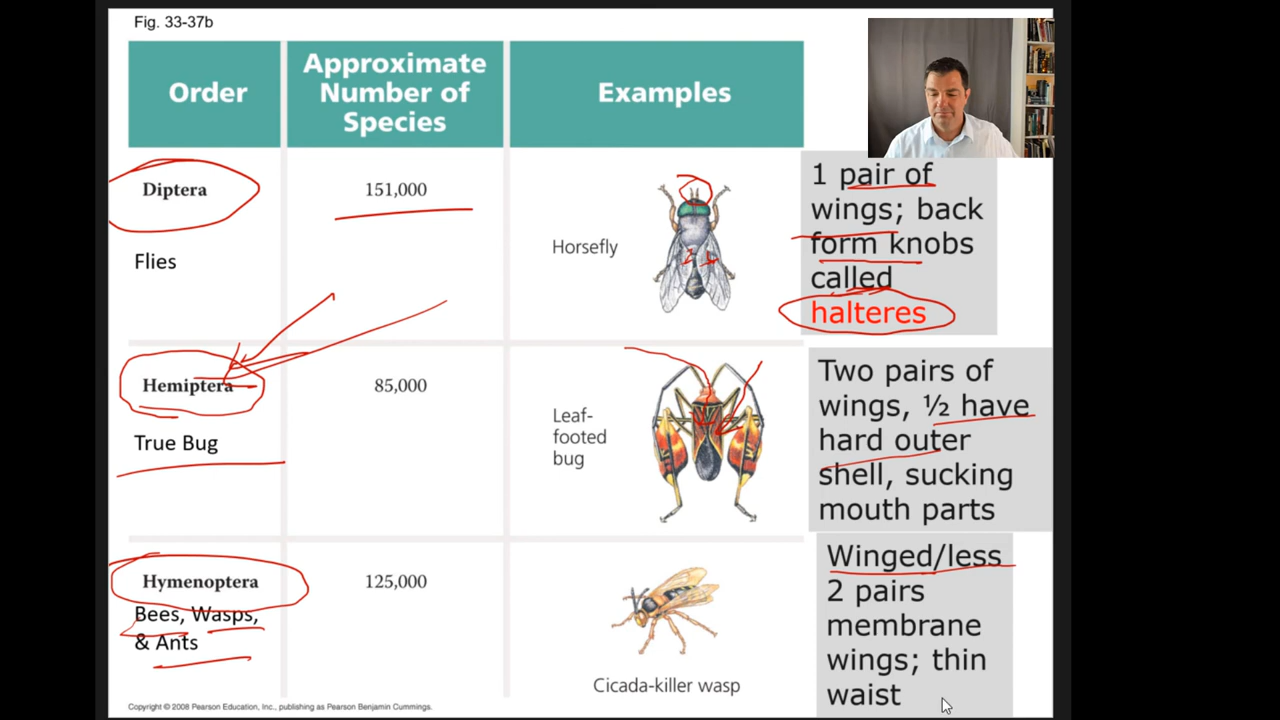 Fig. 33-37b
Order
Approximate
Number of
Species
Examples
Diptera
151,000
Flies
Horsefly
1 pair of
wings; back
form knobs
called
halteres
Hemiptera
85,000
True Bug
Leaf-
footed
bug
Two pairs of
wings, ½ have
hard outer
shell, sucking
mouth parts
Hymenoptera
125,000
Bees, Wasps,
& Ants
Cicada-killer wasp
Winged/less
2 pairs
membrane
wings; thin
waist
Copyright © 2008 Pearson Education, Inc., publishing as Pearson Benjamin Cummings.